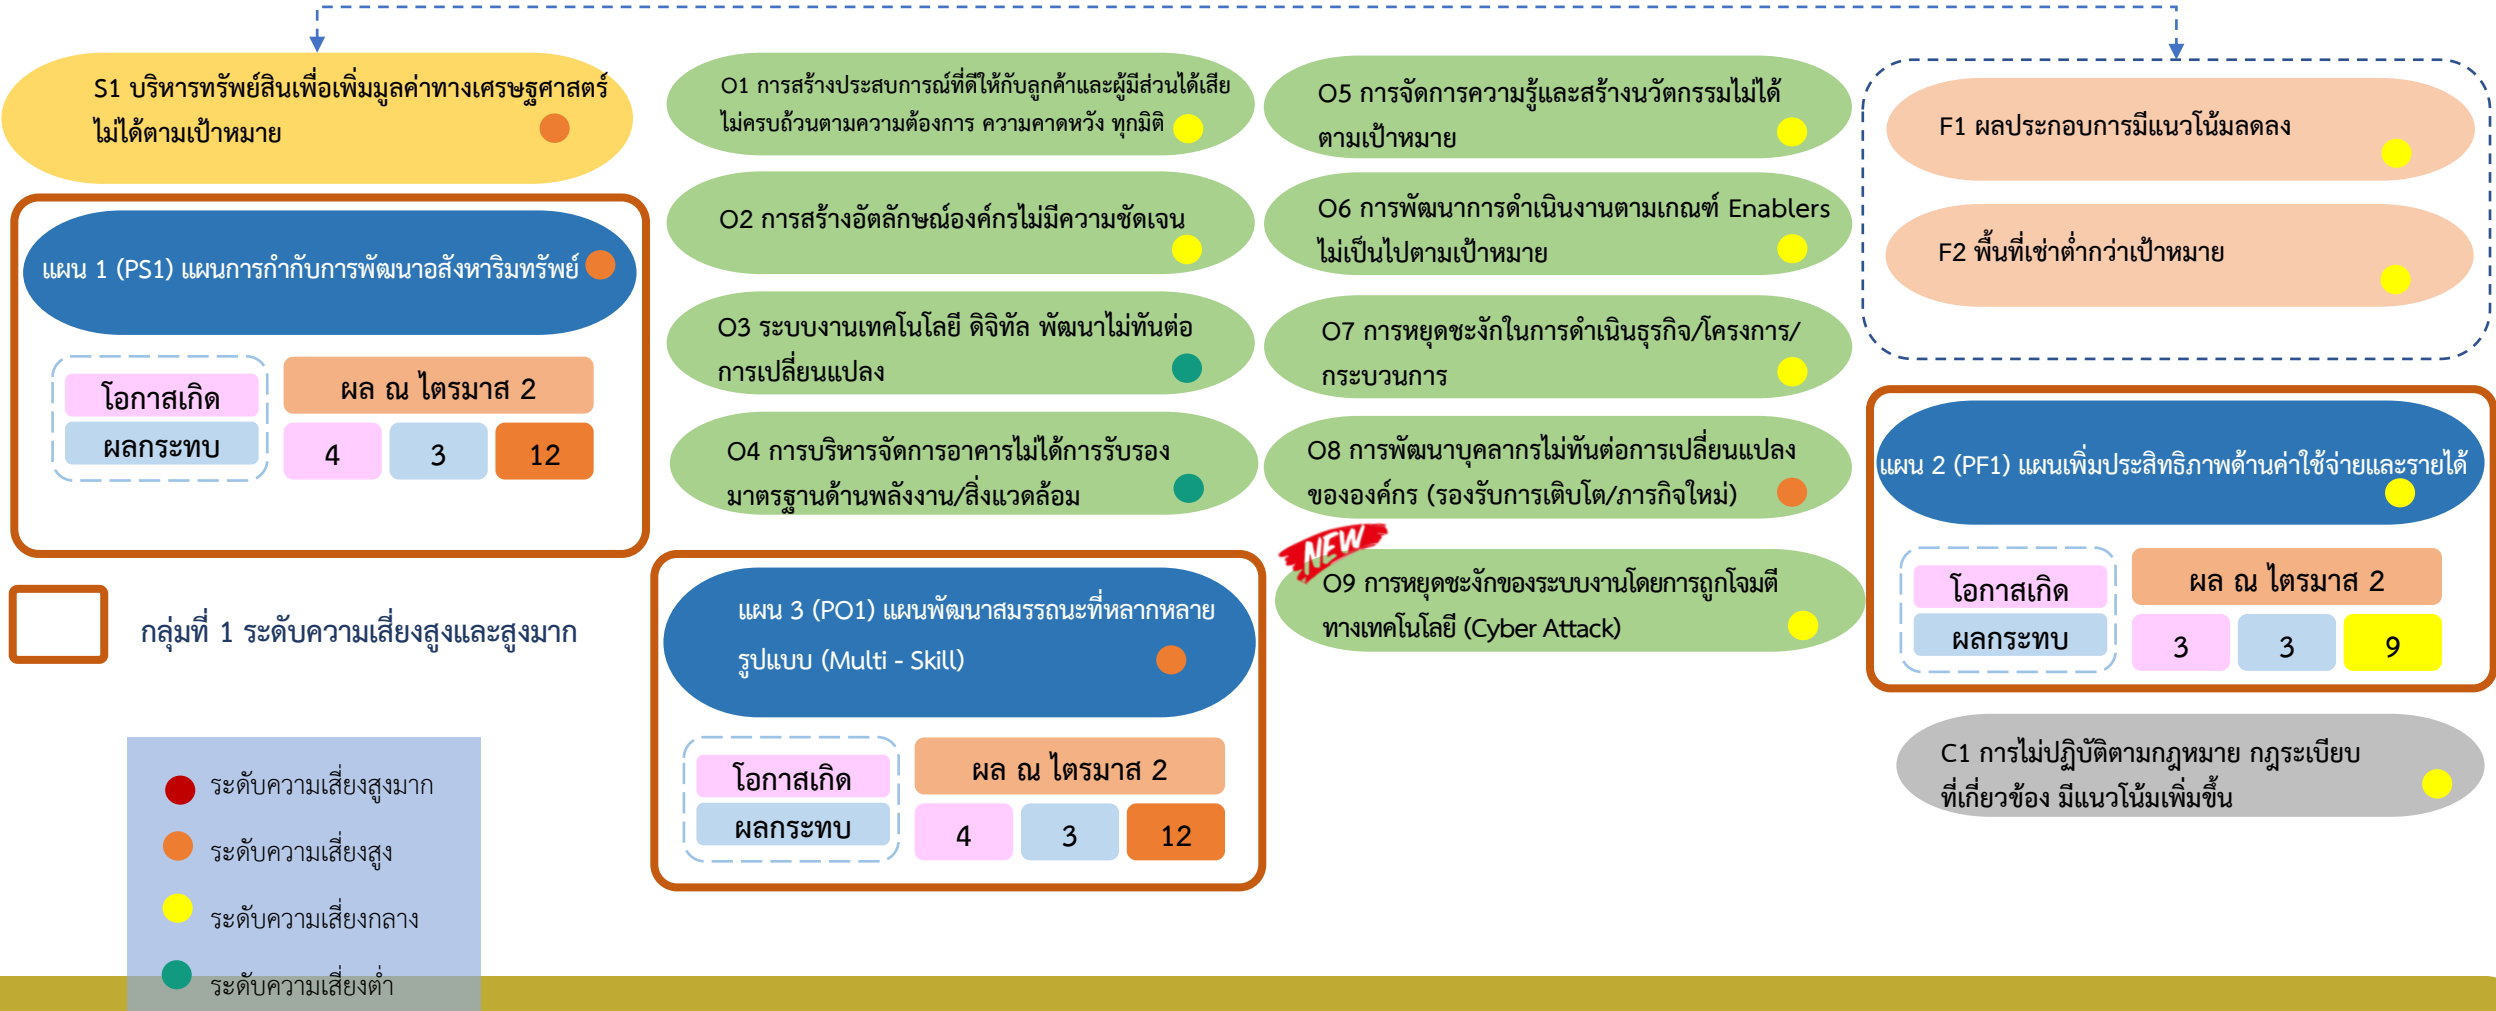 S1 บริหารทรัพย์สินเพื่อเพิ่มมูลค่าทางเศรษฐศาสตร์
ไม่ได้ตามเป้าหมาย
แผน 1 (PS1) แผนการกำกับการพัฒนาอสังหาริมทรัพย์
โอกาสเกิด
ผลกระทบ
ผล ณ ไตรมาส 2
4 3 12
กลุ่มที่ 1 ระดับความเสี่ยงสูงและสูงมาก
ระดับความเสี่ยงสูงมาก
ระดับความเสี่ยงสูง
ระดับความเสี่ยงกลาง
ระดับความเสี่ยงต่ำ
O1 การสร้างประสบการณ์ที่ดีให้กับลูกค้าและผู้มีส่วนได้เสีย
ไม่ครบถ้วนตามความต้องการ ความคาดหวัง ทุกมิติ
O2 การสร้างอัตลักษณ์องค์กรไม่มีความชัดเจน
O3 ระบบงานเทคโนโลยี ดิจิทัล พัฒนาไม่ทันต่อ
การเปลี่ยนแปลง
O4 การบริหารจัดการอาคารไม่ได้การรับรอง
มาตรฐานด้านพลังงาน/สิ่งแวดล้อม
แผน 3 (PO1) แผนพัฒนาสมรรถนะที่หลากหลาย
รูปแบบ (Multi - Skill)
โอกาสเกิด
ผลกระทบ
ผล ณ ไตรมาส 2
4 3 12
O5 การจัดการความรู้และสร้างนวัตกรรมไม่ได้
ตามเป้าหมาย
O6 การพัฒนาการดำเนินงานตามเกณฑ์ Enablers
ไม่เป็นไปตามเป้าหมาย
O7 การหยุดชะงักในการดำเนินธุรกิจ/โครงการ/
กระบวนการ
O8 การพัฒนาบุคลากรไม่ทันต่อการเปลี่ยนแปลง
ขององค์กร (รองรับการเติบโต/ภารกิจใหม่)
NEW
O9 การหยุดชะงักของระบบงานโดยการถูกโจมตี
ทางเทคโนโลยี (Cyber Attack)
F1 ผลประกอบการมีแนวโน้มลดลง
F2 พื้นที่เช่าต่ำกว่าเป้าหมาย
แผน 2 (PF1) แผนเพิ่มประสิทธิภาพด้านค่าใช้จ่ายและรายได้
โอกาสเกิด
ผลกระทบ
ผล ณ ไตรมาส 2
3 3 9
C1 การไม่ปฏิบัติตามกฎหมาย กฎระเบียบ
ที่เกี่ยวข้อง มีแนวโน้มเพิ่มขึ้น